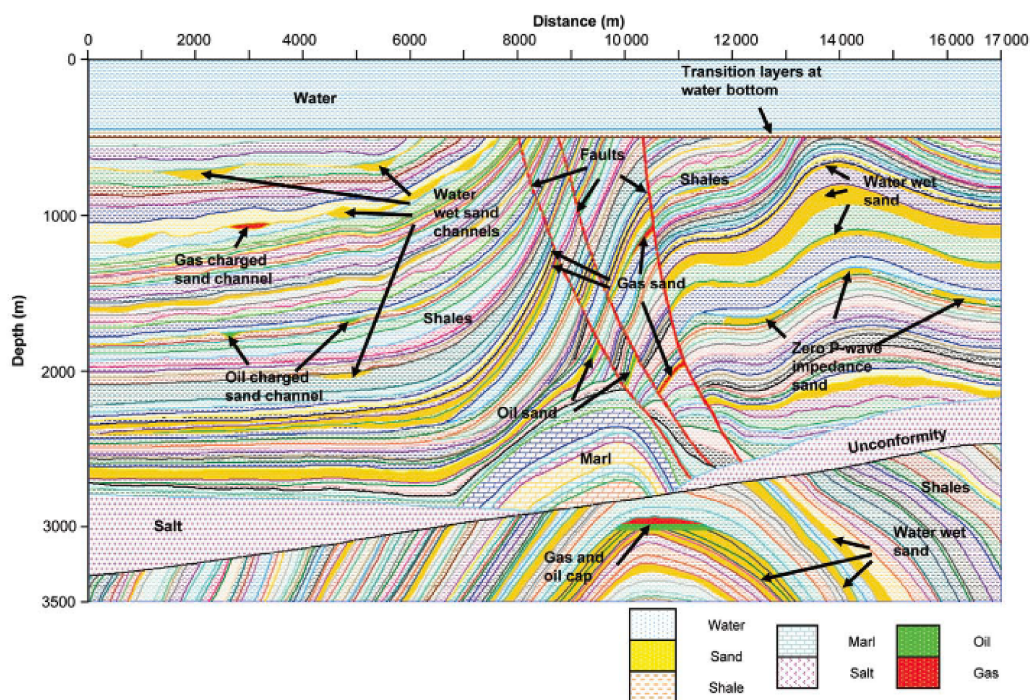 Distance (m)
0 2000 4000 6000 8000 10 000 12 000 14 000 16 000 17 000
0
Transition layers at
water bottom
Water
Faults
Shales
Water wet
sand
Water
wet sand
channels
1000
Gas charged
sand channel
Gas sand
Depth (m)
Shales
Zero P-wave
impedance
sand
Oil charged
sand channel
2000
Oil sand
Unconformity
Marl
Shales
3000
Salt
Gas and
oil cap
Water wet
sand
3500
Water
Sand
Shale
Marl
Salt
Oil
Gas